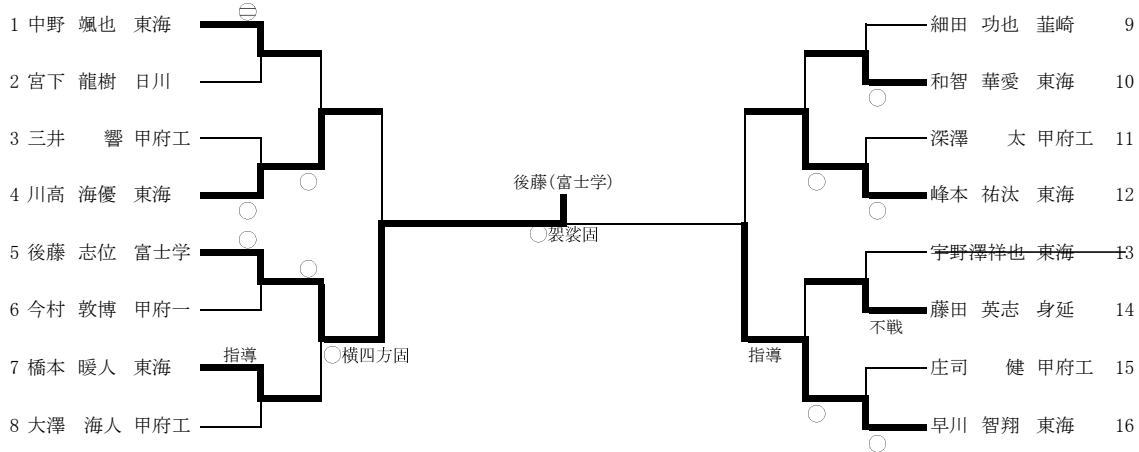 1 中野 颯也 東海
2 宮下 龍樹 日川
3 三井 響 甲府工
4 川高 海優 東海
5 後藤 志位 富士学
6 今村 敦博 甲府一
指導
7 橋本 暖人 東海
8 大澤 海人 甲府工
○横四方固
後藤(富士学)
○袈裟固
細田 功也 韮崎 9
和智 華愛 東海 10
深澤 太 甲府工 11
峰本 祐汰 東海 12
宇野澤祥也 東海 13
藤田 英志 身延 14
不戦
指導
庄司 健 甲府工 15
早川 智翔 東海 16